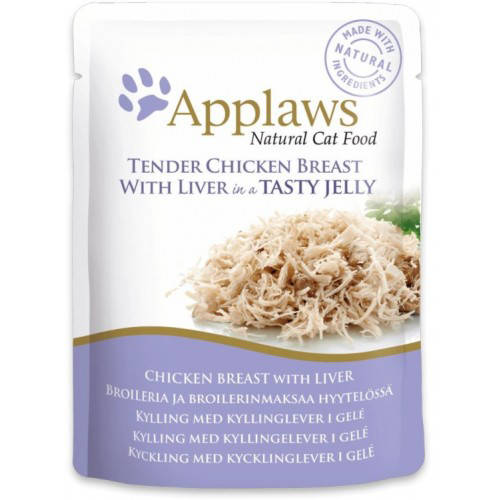 MADE WITH
NATURAL
INGREDIENTS
Applaws
Natural Cat Food
TENDER CHICKEN BREAST
WITH LIVER in a TASTY JELLY
CHICKEN BREAST WITH LIVER
BROILERIA JA BROILERINMAKSAA HYYTELÖSSÄ
KYLLING MED KYLLINGLEVER I GELÉ
KYLLING MED KYLLINGELEVER I GELÉ
KYCKLING MED KYCKLINGLEVER I GELÉ